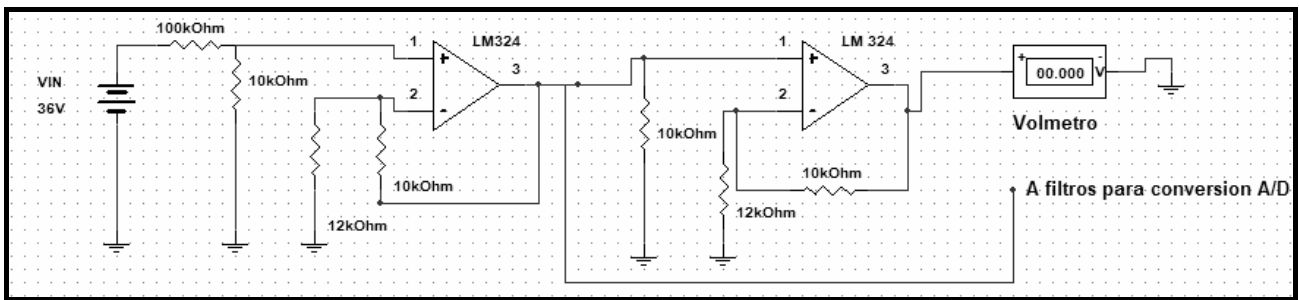 100kOhm
VIN
36V
10kOhm
1
LM324
3
2
10kOhm
12kOhm
10kOhm
1
LM 324
3
2
10kOhm
12kOhm
+ -
00.000 V
Volmetro
A filtros para conversion A/D